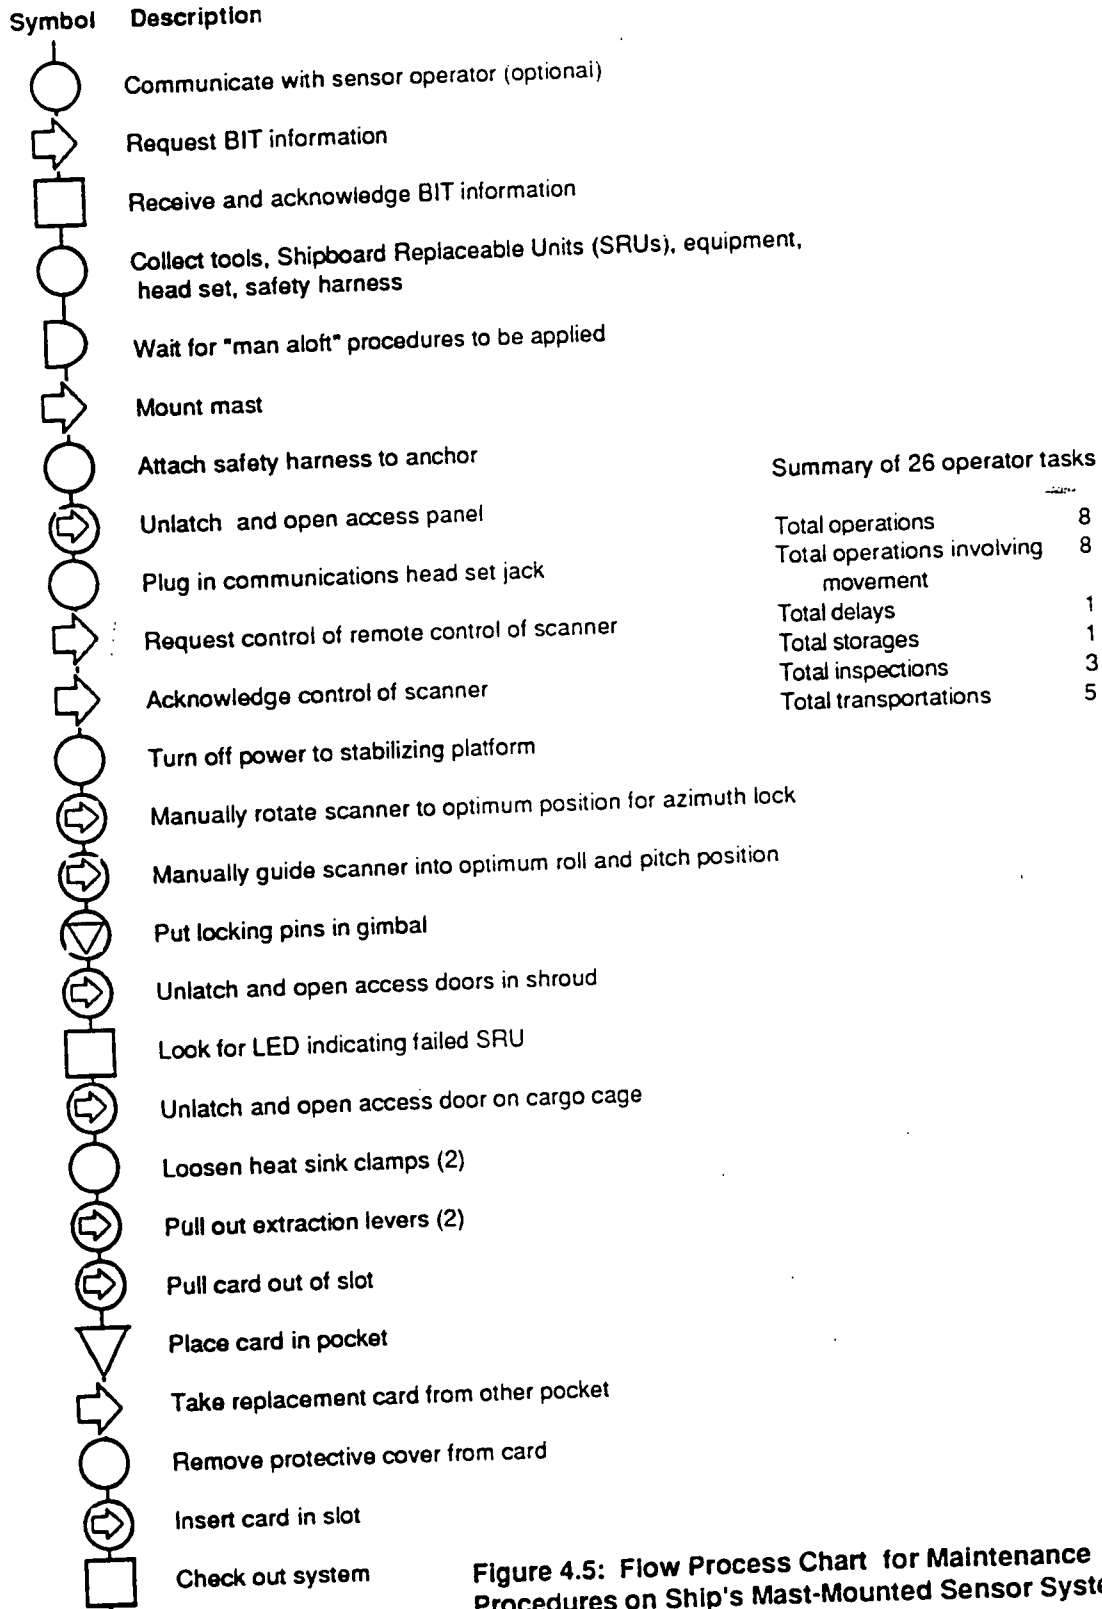 Symbol Description
Communicate with sensor operator (optional)
Request BIT information
Receive and acknowledge BIT information
Collect tools, Shipboard Replaceable Units (SRUs), equipment,
head set, safety harness
Wait for "man aloft" procedures to be applied
Mount mast
Attach safety harness to anchor
Unlatch and open access panel
Plug in communications head set jack
Request control of remote control of scanner
Acknowledge control of scanner
Turn off power to stabilizing platform
Manually rotate scanner to optimum position for azimuth lock
Manually guide scanner into optimum roll and pitch position
Put locking pins in gimbal
Unlatch and open access doors in shroud
Look for LED indicating failed SRU
Unlatch and open access door on cargo cage
Loosen heat sink clamps (2)
Pull out extraction levers (2)
Pull card out of slot
Place card in pocket
Take replacement card from other pocket
Remove protective cover from card
Insert card in slot
Check out system
Summary of 26 operator tasks
Total operations 8
Total operations involving 8
movement
Total delays 1
Total storages 1
Total inspections 3
Total transportations 5
Figure 4.5: Flow Process Chart for Maintenance
Procedures on Ship's Mast-Mounted Sensor Syste